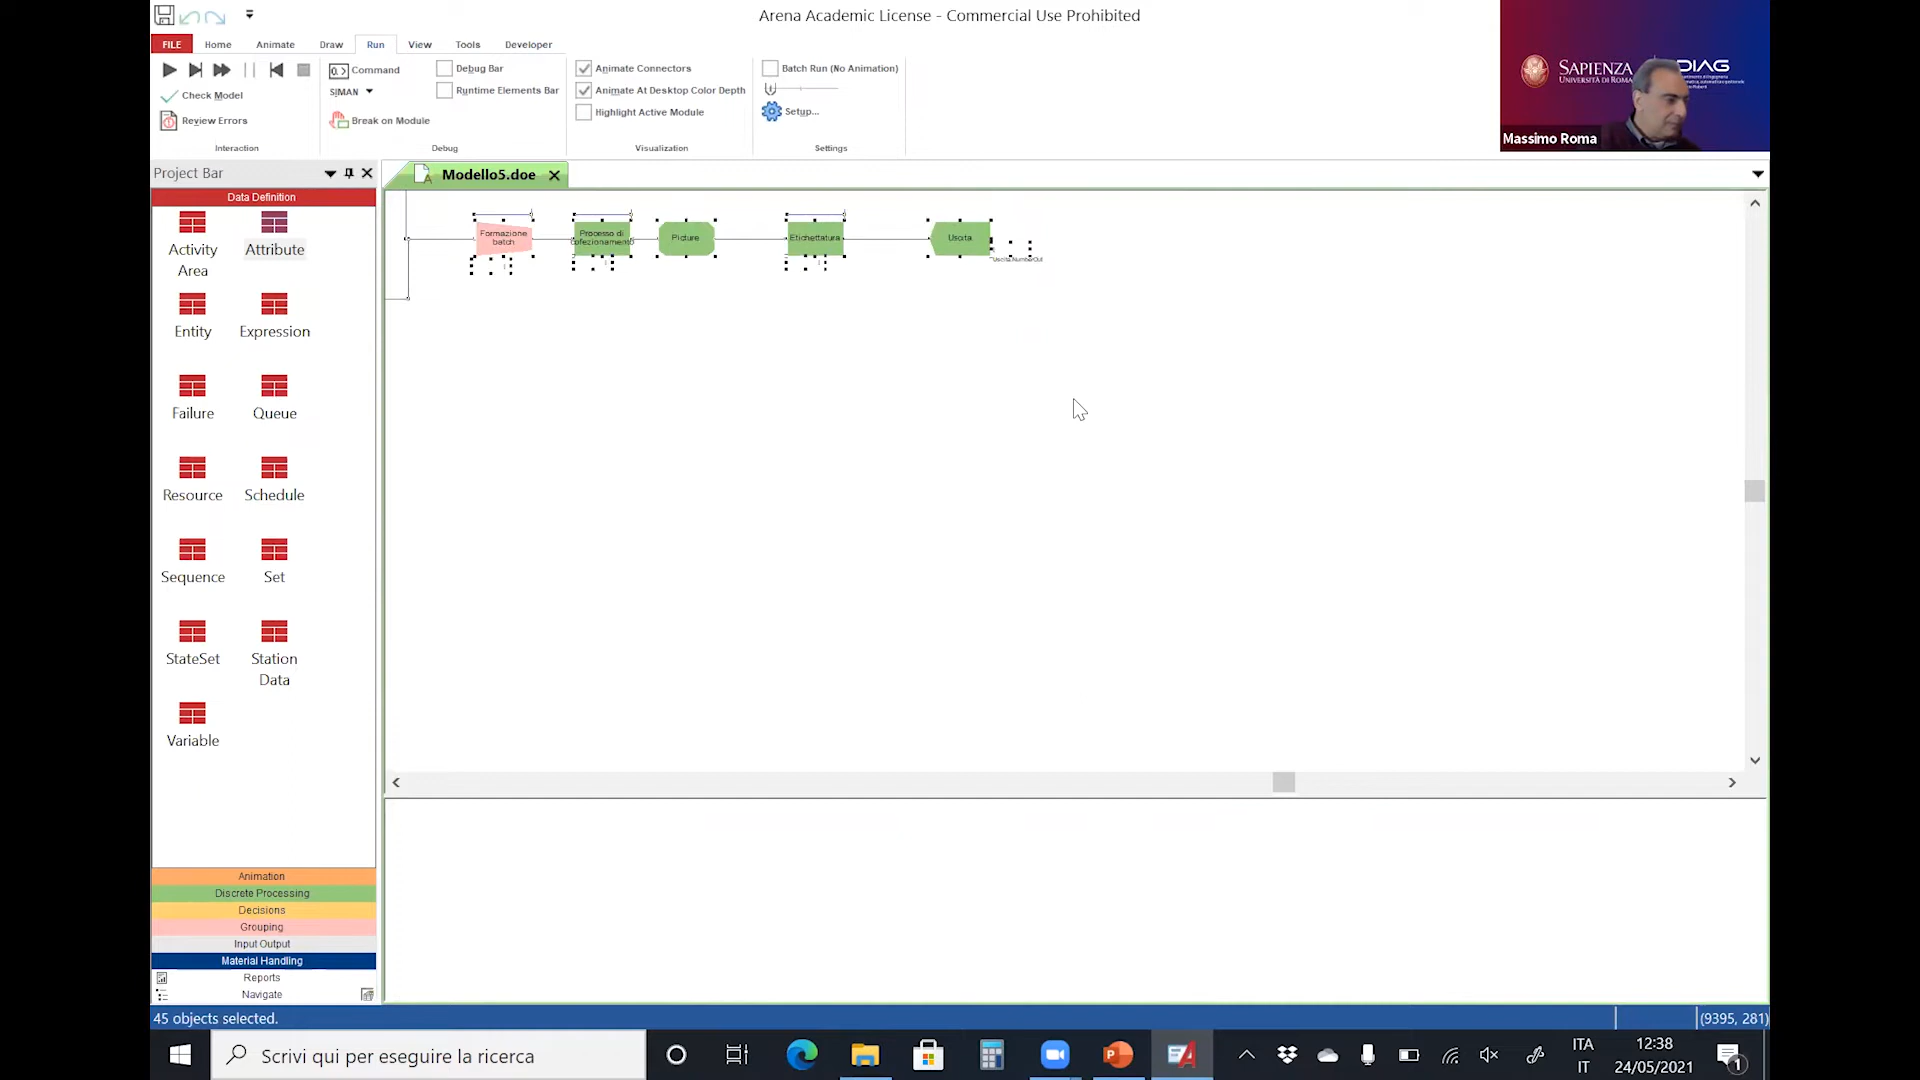 Arena Academic License - Commercial Use Prohibited
FILE Home Animate Draw Run View Tools Developer
Command
SIMAN
Check Model
Review Errors
Break on Module
Debug Bar
Runtime Elements Bar
Animate Connectors
Animate At Desktop Color Depth
Highlight Active Module
Batch Run (No Animation)
Setup...
Interaction
Debug
Visualization
Settings
SAPIENZA
UNIVERSITÀ DI ROMA
DIAG
Massimo Roma
Project Bar
Modello5.doe
Data Definition
Activity Area
Attribute
Entity
Expression
Failure
Queue
Resource
Schedule
Sequence
Set
StateSet
Station Data
Variable
Formazione
batch
Processo di
Picture
Etichettatura
Uscita
Uscita.NumberOut
Animation
Discrete Processing
Decisions
Grouping
Input Output
Material Handling
Reports
Navigate
45 objects selected.
(9395, 281)
Scrivi qui per eseguire la ricerca
ITA
IT
12:38
24/05/2021
1